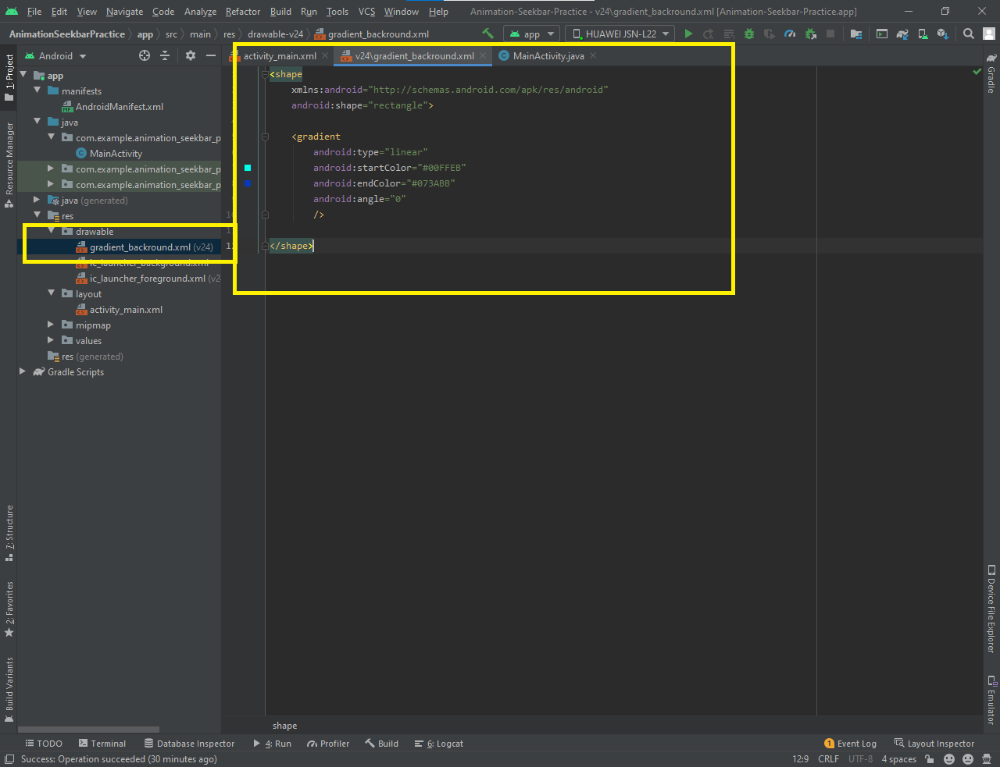 File Edit View Navigate Code Analyze Refactor Build Run Tools VCS Window Help Animation-Seekbar-Practice - v24\gradient_backround.xml [Animation-Seekbar-Practice.app]
AnimationSeekbarPractice app src main res drawable-v24 gradient_backround.xml app HUAWEI JSN-L22
Android
activity_main.xml v24\gradient_backround.xml MainActivity.java
1: Project
Resource Manager
7: Structure
2: Favorites
Build Variants
app
manifests
AndroidManifest.xml
java
com.example.animation_seekbar_p
MainActivity
com.example.animation_seekbar_p
com.example.animation_seekbar_p
java (generated)
res
drawable
gradient_backround.xml (v24)
ic_launcher_background.xml
ic_launcher_foreground.xml (v24
layout
activity_main.xml
mipmap
values
res (generated)
Gradle Scripts
<shape
xmlns:android="http://schemas.android.com/apk/res/android"
android:shape="rectangle">
<gradient
android:type="linear"
android:startColor="#00FFEB"
android:endColor="#073ABB"
android:angle="0"
/>
</shape>
shape
Gradle
Device File Explorer
Emulator
TODO Terminal Database Inspector 4: Run Profiler Build 6: Logcat 1 Event Log Layout Inspector
Success: Operation succeeded (30 minutes ago) 12:9 CRLF UTF-8 4 spaces